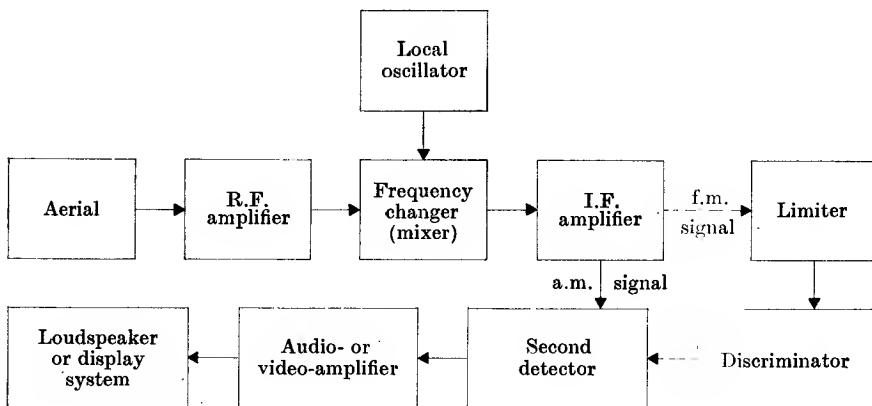 Local
oscillator
Aerial
R.F.
amplifier
Frequency
changer
(mixer)
I.F.
amplifier
f.m.
signal
Limiter
a.m. signal
Loudspeaker
or display
system
Audio- or
video-amplifier
Second
detector
Discriminator